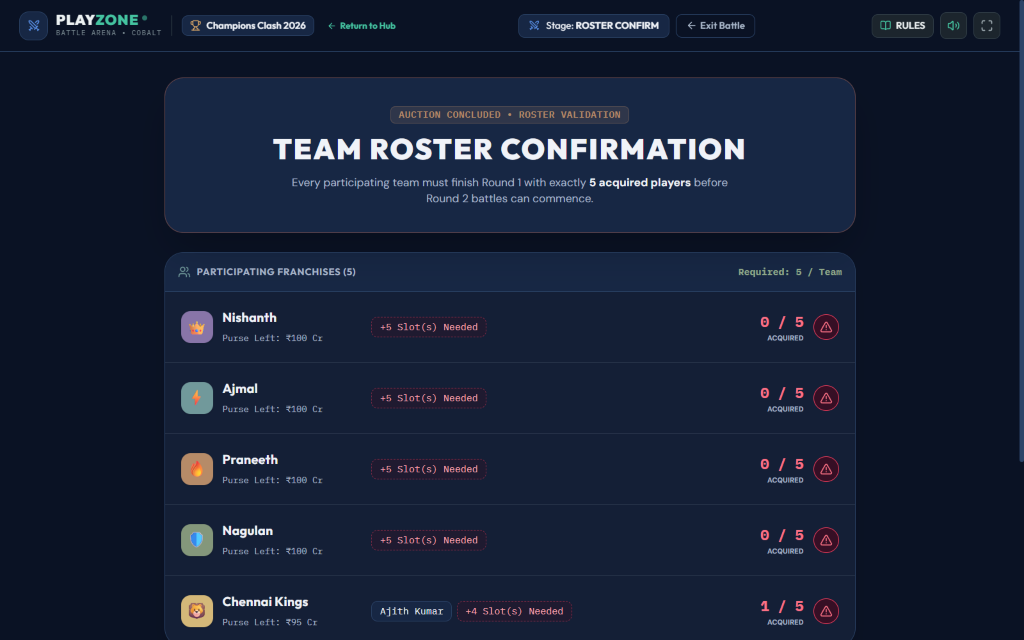 PLAYZONE
BATTLE ARENA • COBALT
Champions Clash 2026
← Return to Hub
Stage: ROSTER CONFIRM
← Exit Battle
RULES
AUCTION CONCLUDED • ROSTER VALIDATION
TEAM ROSTER CONFIRMATION
Every participating team must finish Round 1 with exactly 5 acquired players before
Round 2 battles can commence.
PARTICIPATING FRANCHISES (5)
Required: 5 / Team
Nishanth
Purse Left: ₹100 Cr
+5 Slot(s) Needed
0 / 5
ACQUIRED
Ajmal
Purse Left: ₹100 Cr
+5 Slot(s) Needed
0 / 5
ACQUIRED
Praneeth
Purse Left: ₹100 Cr
+5 Slot(s) Needed
0 / 5
ACQUIRED
Nagulan
Purse Left: ₹100 Cr
+5 Slot(s) Needed
0 / 5
ACQUIRED
Chennai Kings
Purse Left: ₹95 Cr
Ajith Kumar
+4 Slot(s) Needed
1 / 5
ACQUIRED